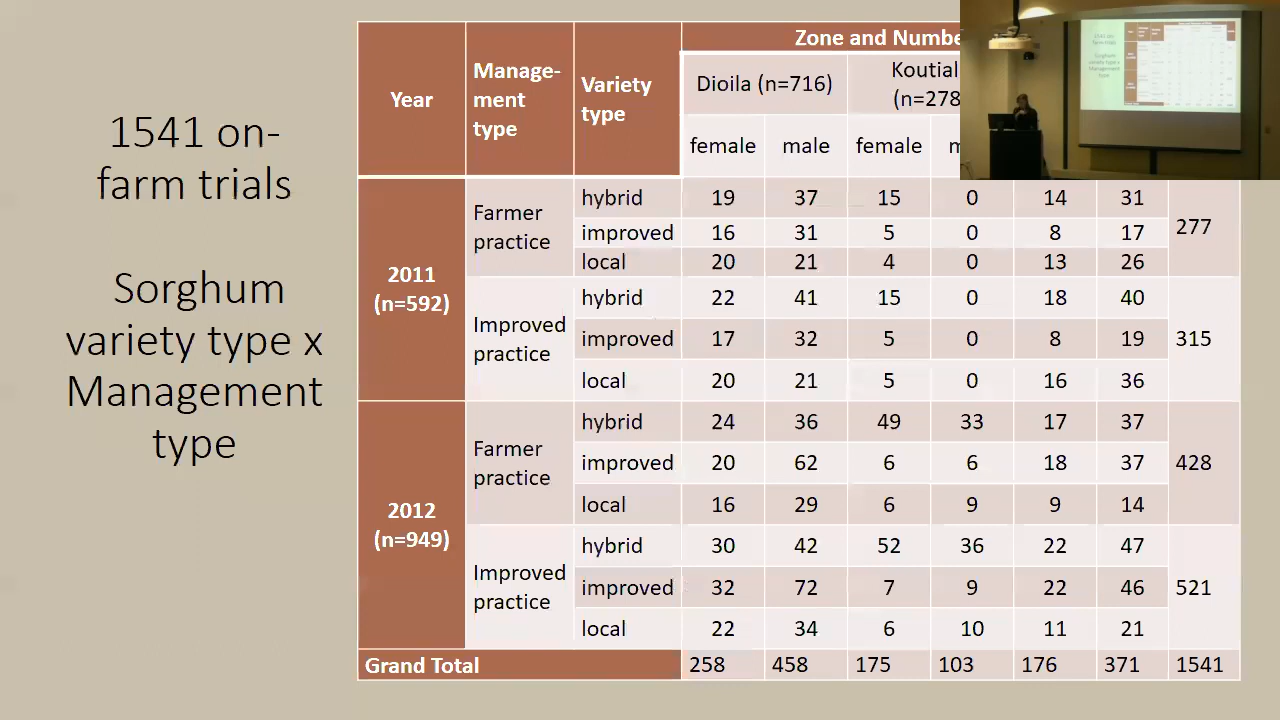 1541 on-
farm trials
Sorghum
variety type x
Management
type
Year
Manage-
ment
type
Variety
type
Zone and
Dioila (n=716)
(n=278
female male female
2011
(n=592)
Farmer
practice
hybrid 19 37 15 0 14 31
improved 16 31 5 0 8 17
local 20 21 4 0 13 26
277
Improved
practice
hybrid 22 41 15 0 18 40
improved 17 32 5 0 8 19
local 20 21 5 0 16 36
315
2012
(n=949)
Farmer
practice
hybrid 24 36 49 33 17 37
improved 20 62 6 6 18 37
local 16 29 6 9 9 14
428
Improved
practice
hybrid 30 42 52 36 22 47
improved 32 72 7 9 22 46
local 22 34 6 10 11 21
521
Grand Total 258 458 175 103 176 371 1541